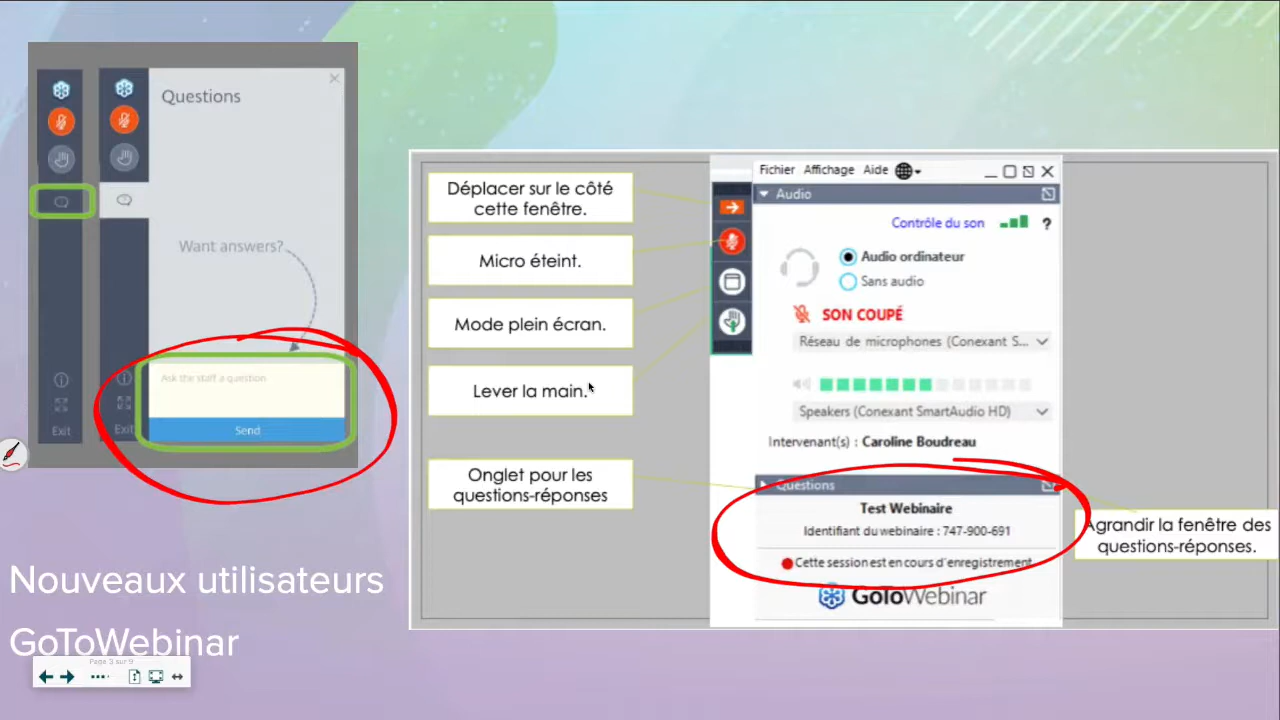 Questions
Want answers?
Ask the staff a question
Send
Exit
Exit
Déplacer sur le côté
cette fenêtre.
Micro éteint.
Mode plein écran.
Lever la main.
Onglet pour les
questions-réponses
Fichier Affichage Aide
Audio
Contrôle du son ?
Audio ordinateur
Sans audio
SON COUPÉ
Réseau de microphones (Conexant S...
Speakers (Conexant SmartAudio HD)
Intervenant(s) : Caroline Boudreau
Questions
Test Webinaire
Identifiant du webinaire : 747-900-691
Cette session est en cours d'enregistrement
GoToWebinar
Agrandir la fenêtre des
questions-réponses.
Nouveaux utilisateurs
GoToWebinar
Page 3 sur 9